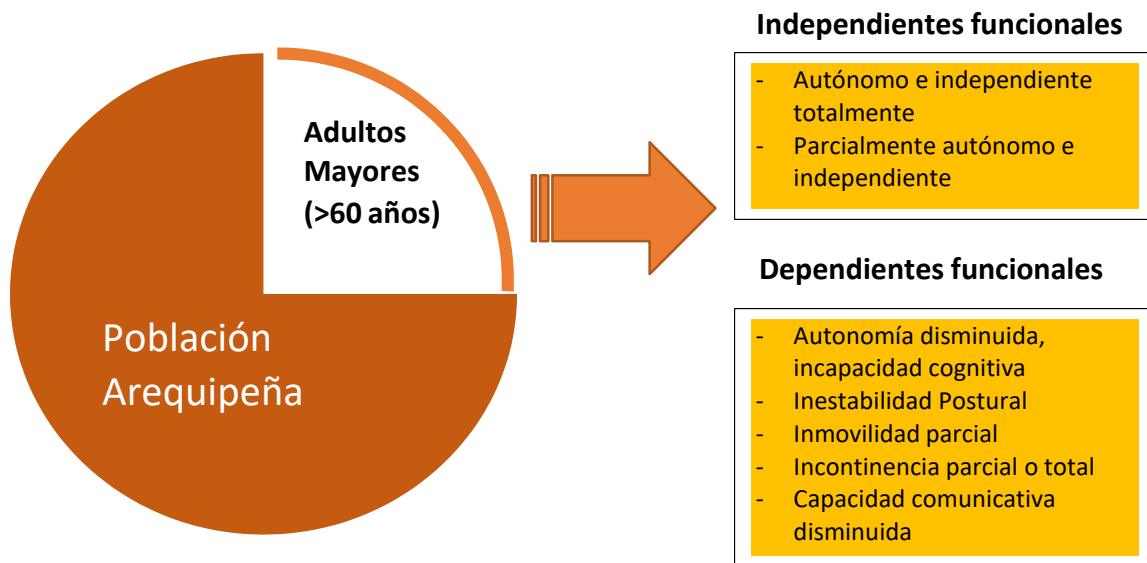 Adultos
Mayores
(>60 años)
Población
Arequipeña
Independientes funcionales
- Autónomo e independiente
totalmente
- Parcialmente autónomo e
independiente
Dependientes funcionales
- Autonomía disminuida,
incapacidad cognitiva
- Inestabilidad Postural
- Inmovilidad parcial
- Incontinencia parcial o total
- Capacidad comunicativa
disminuida